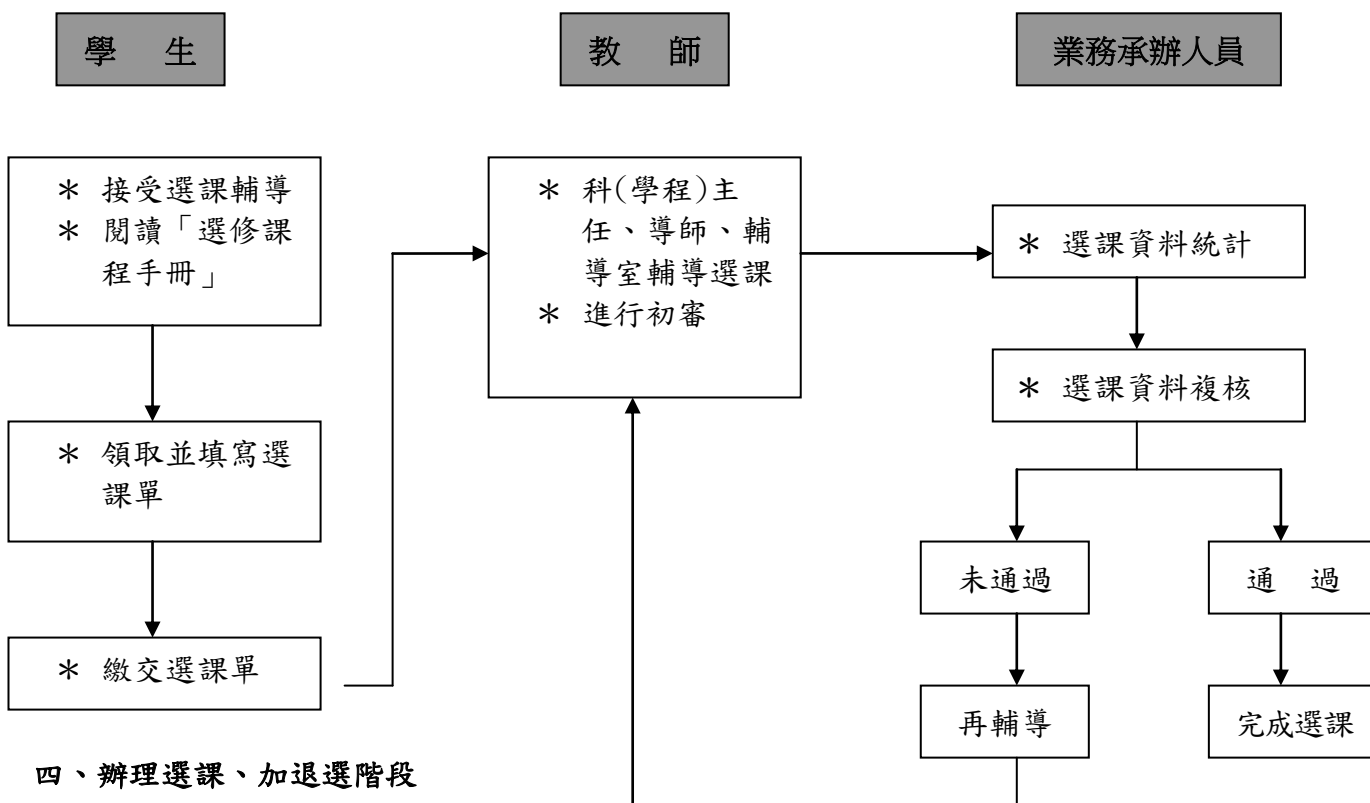 學 生
教 師
業務承辦人員
＊ 接受選課輔導
＊ 閱讀「選修課
程手冊」
＊ 領取並填寫選
課單
＊ 繳交選課單
＊ 科(學程)主
任、導師、輔
導室輔導選課
＊ 進行初審
＊ 選課資料統計
＊ 選課資料複核
未通過
通 過
再輔導
完成選課
四、辦理選課、加退選階段